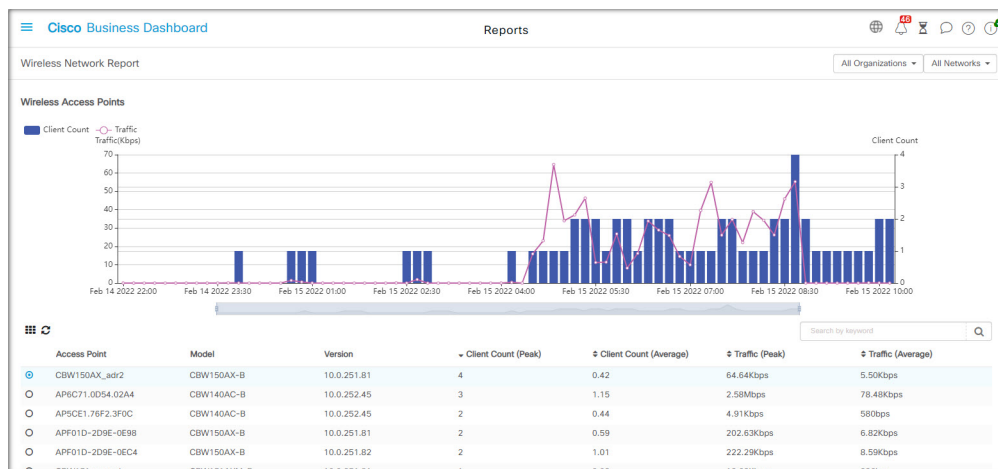 Cisco Business Dashboard
Reports
46
Wireless Network Report
All Organizations
All Networks
Wireless Access Points
Client Count
Traffic
Traffic(Kbps)
Client Count
70
60
50
40
30
20
10
0
4
3
2
1
0
Feb 14 2022 22:00
Feb 14 2022 23:30
Feb 15 2022 01:00
Feb 15 2022 02:30
Feb 15 2022 04:00
Feb 15 2022 05:30
Feb 15 2022 07:00
Feb 15 2022 08:30
Feb 15 2022 10:00
Search by keyword
Access Point Model Version Client Count (Peak) Client Count (Average) Traffic (Peak) Traffic (Average)
CBW150AX_adr2 CBW150AX-B 10.0.251.81 4 0.42 64.64Kbps 5.50Kbps
AP6C71.0D54.02A4 CBW140AC-B 10.0.252.45 3 1.15 2.58Mbps 78.48Kbps
AP5CE1.76F2.3F0C CBW140AC-B 10.0.252.45 2 0.44 4.91Kbps 580bps
APF01D-2D9E-0E98 CBW150AX-B 10.0.251.81 2 0.59 202.63Kbps 6.82Kbps
APF01D-2D9E-0EC4 CBW150AX-B 10.0.251.82 2 1.01 222.29Kbps 8.59Kbps